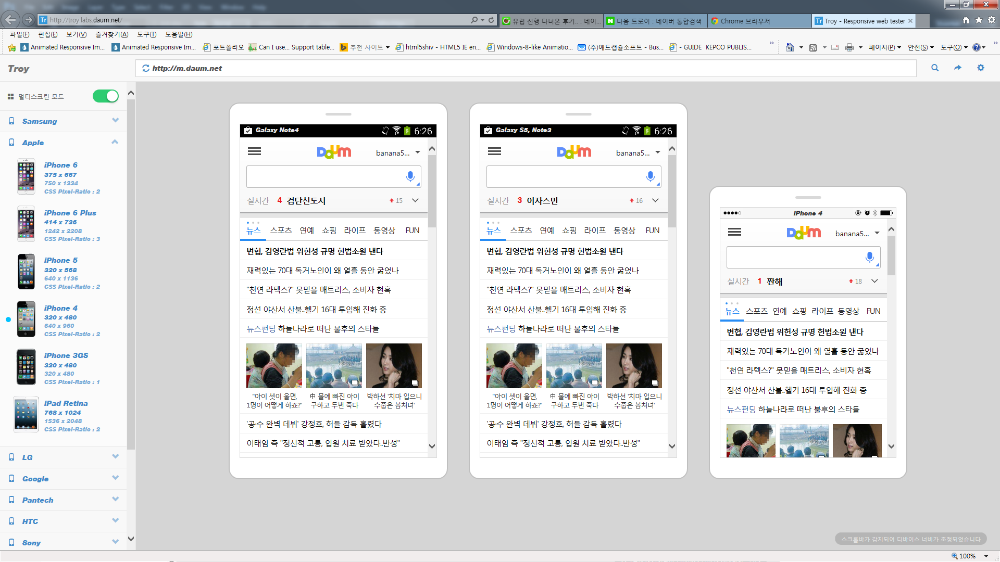 http://troy.labs.daum.net/
유럽 신행 다녀온 후기.. : 네이...
다음 트로이 : 네이버 통합검색
Chrome 브라우저
Troy - Responsive web tester
파일(F) 편집(E) 보기(V) 즐겨찾기(A) 도구(T) 도움말(H)
Animated Responsive Im...
Animated Responsive Im...
포트폴리오
Can I use... Support table...
추천 사이트
html5shiv - HTML5 IE en...
Windows-8-like Animatio...
(주)애드캡슐소프트 - Bus...
- GUIDE KEPCO PUBLIS...
페이지(P) 안전(S) 도구(O)
Troy
http://m.daum.net
멀티스크린 모드
Samsung
Apple
iPhone 6
375 x 667
750 x 1334
CSS Pixel-Ratio : 2
iPhone 6 Plus
414 x 736
1242 x 2208
CSS Pixel-Ratio : 3
iPhone 5
320 x 568
640 x 1136
CSS Pixel-Ratio : 2
iPhone 4
320 x 480
640 x 960
CSS Pixel-Ratio : 2
iPhone 3GS
320 x 480
320 x 480
CSS Pixel-Ratio : 1
iPad Retina
768 x 1024
1536 x 2048
CSS Pixel-Ratio : 2
LG
Google
Pantech
HTC
Sony
Galaxy Note4 6:26
Daum banana5...
실시간 4 검단신도시 15
뉴스 스포츠 연예 쇼핑 라이프 동영상 FUN
변협, 김영란법 위헌성 규명 헌법소원 낸다
재력있는 70대 독거노인이 왜 열흘 동안 굶었나
"천연 라텍스?" 못믿을 매트리스, 소비자 현혹
정선 야산서 산불..헬기 16대 투입해 진화 중
뉴스펀딩 하늘나라로 떠난 불후의 스타들
"아이 셋이 울면,
1명이 어떻게 하죠?"
中 물에 빠진 아이
구하고 두번 죽다
박하선 '치마 입으니
수줍은 봄처녀'
'공·수 완벽 데뷔' 강정호, 허들 감독 홀렸다
이태임 측 "정신적 고통, 입원 치료 받았다..반성"
Galaxy S5, Note3 6:26
Daum banana5...
실시간 3 이자스민 16
뉴스 스포츠 연예 쇼핑 라이프 동영상 FUN
변협, 김영란법 위헌성 규명 헌법소원 낸다
재력있는 70대 독거노인이 왜 열흘 동안 굶었나
"천연 라텍스?" 못믿을 매트리스, 소비자 현혹
정선 야산서 산불..헬기 16대 투입해 진화 중
뉴스펀딩 하늘나라로 떠난 불후의 스타들
"아이 셋이 울면,
1명이 어떻게 하죠?"
中 물에 빠진 아이
구하고 두번 죽다
박하선 '치마 입으니
수줍은 봄처녀'
'공·수 완벽 데뷔' 강정호, 허들 감독 홀렸다
이태임 측 "정신적 고통, 입원 치료 받았다..반성"
iPhone 4
Daum banana5...
실시간 1 짠해 18
뉴스 스포츠 연예 쇼핑 라이프 동영상 FUN
변협, 김영란법 위헌성 규명 헌법소원 낸다
재력있는 70대 독거노인이 왜 열흘 동안 굶었나
"천연 라텍스?" 못믿을 매트리스, 소비자 현혹
정선 야산서 산불..헬기 16대 투입해 진화 중
뉴스펀딩 하늘나라로 떠난 불후의 스타들
스크롤바가 감지되어 디바이스 너비가 조정되었습니다
100%